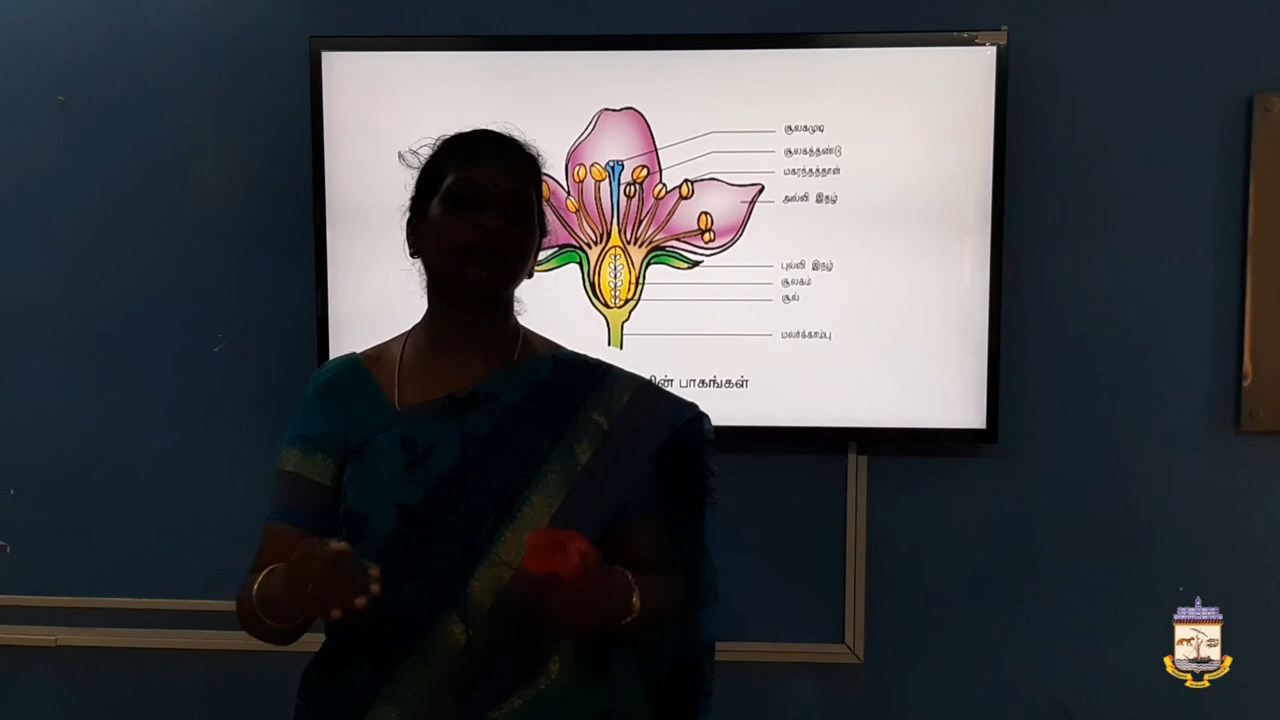 சூலகமுடி
சூலகத்தண்டு
மகரந்தத்தாள்
அல்லி இதழ்
புல்லி இதழ்
சூலகம்
சூல்
மலர்க்காம்பு
பாகங்கள்